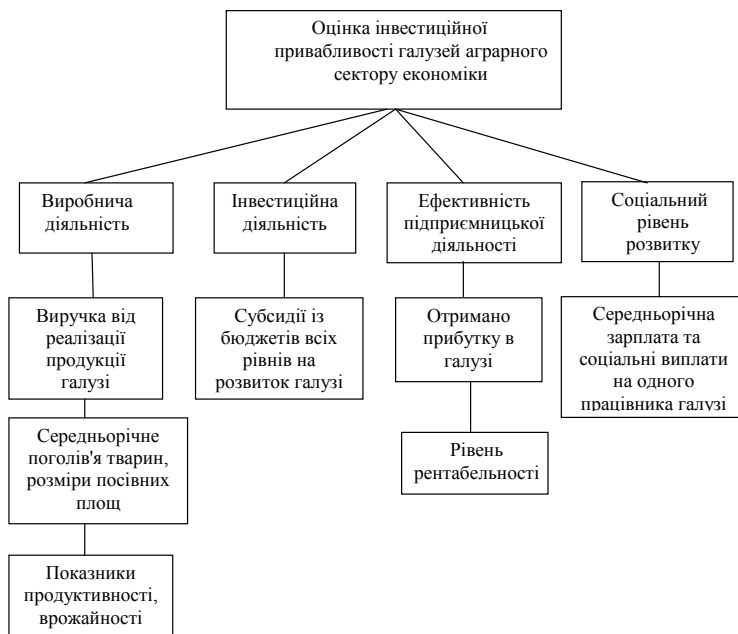 Оцінка інвестиційної
привабливості галузей аграрного
сектору економіки
Виробнича
діяльність
Інвестиційна
діяльність
Ефективність
підприємницької
діяльності
Соціальний
рівень
розвитку
Виручка від
реалізації
продукції
галузі
Субсидії із
бюджетів всіх
рівнів на
розвиток галузі
Отримано
прибутку в
галузі
Середньорічна
зарплата та
соціальні виплати
на одного
працівника галузі
Середньорічне
поголів'я тварин,
розміри посівних
площ
Рівень
рентабельності
Показники
продуктивності,
врожайності